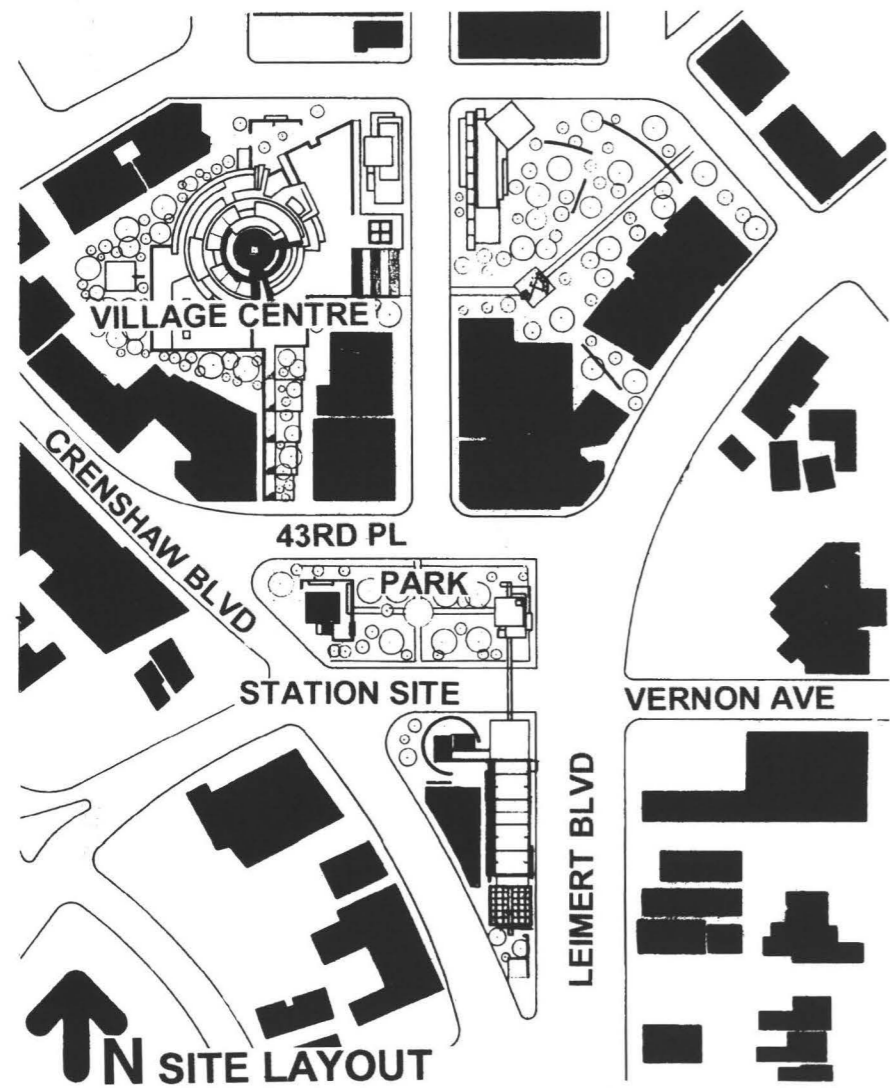 VILLAGE CENTRE
CRENSHAW BLVD
43RD PL
PARK
STATION SITE
VERNON AVE
LEIMERT BLVD
N SITE LAYOUT